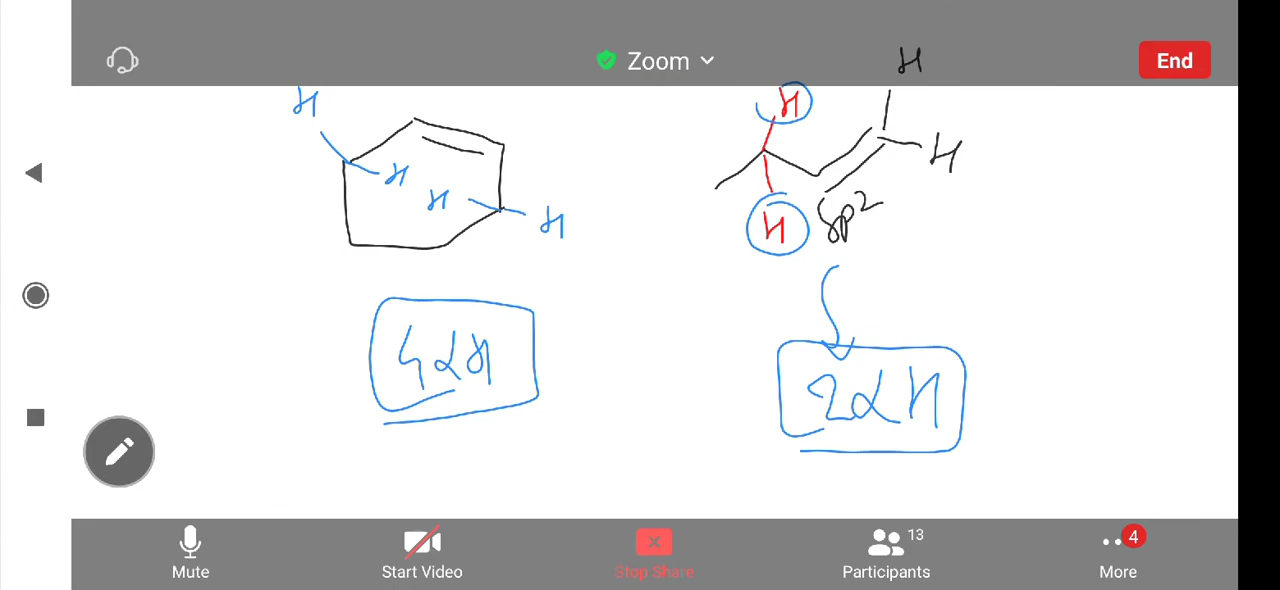 Zoom
End
H
H
H
H
H
H
H
H
H
sp²
4αH
2αH
Mute
Start Video
Stop Share
Participants
13
More
4